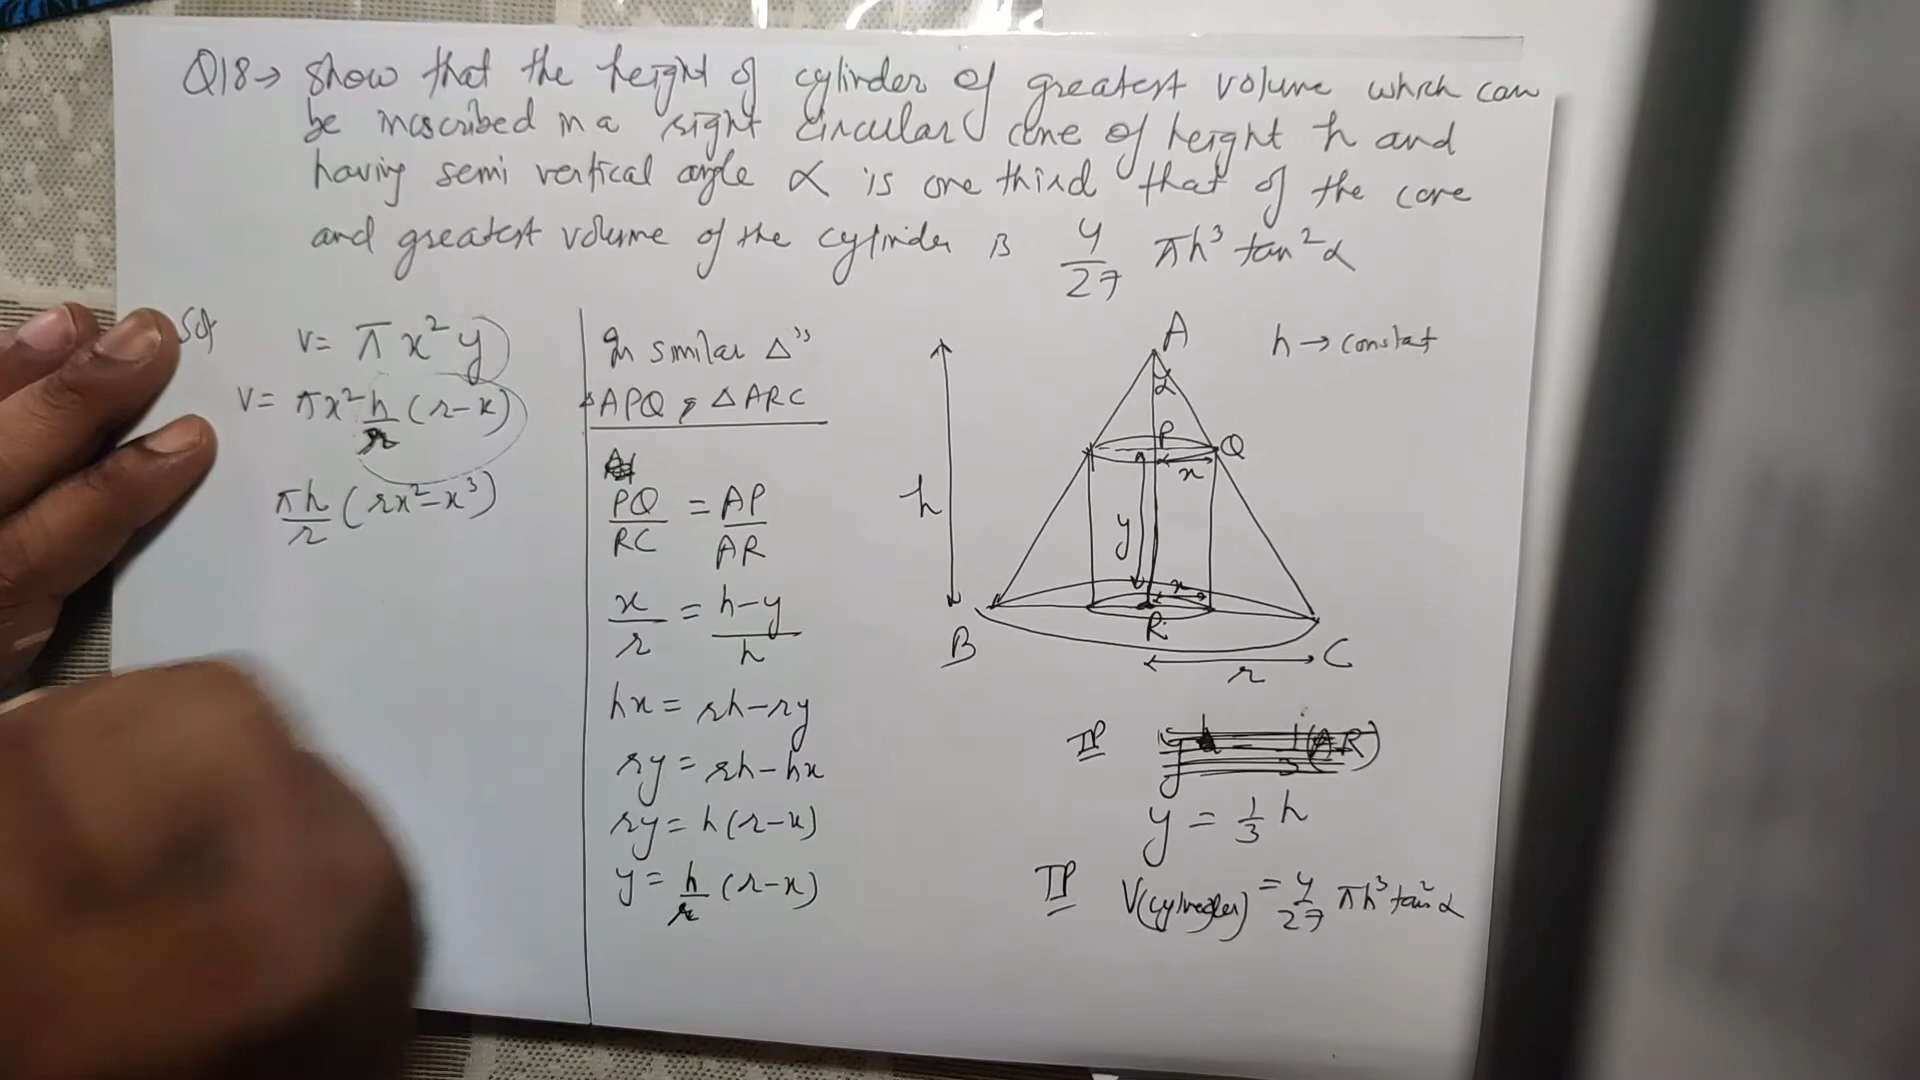 Q18→ Show that the height of cylinder of greatest volume which can
be inscribed in a right circular cone of height h and
having semi vertical angle α is one third that of the cone
and greatest volume of the cylinder is 4/27 πh³ tan²α
Sol
V = πx²y
V = πx² h/r (r-x)
πh/r (rx²-x³)
In similar Δ"s
ΔAPQ & ΔARC
PQ/RC = AP/AR
x/r = h-y/h
hx = rh-ry
ry = rh-hx
ry = h(r-x)
y = h/r (r-x)
h → constat
A
α
P
Q
x
h
y
x
R
B
C
r
TP
y = 1/3 h
TP V(cylinder) = 4/27 πh³ tan²α